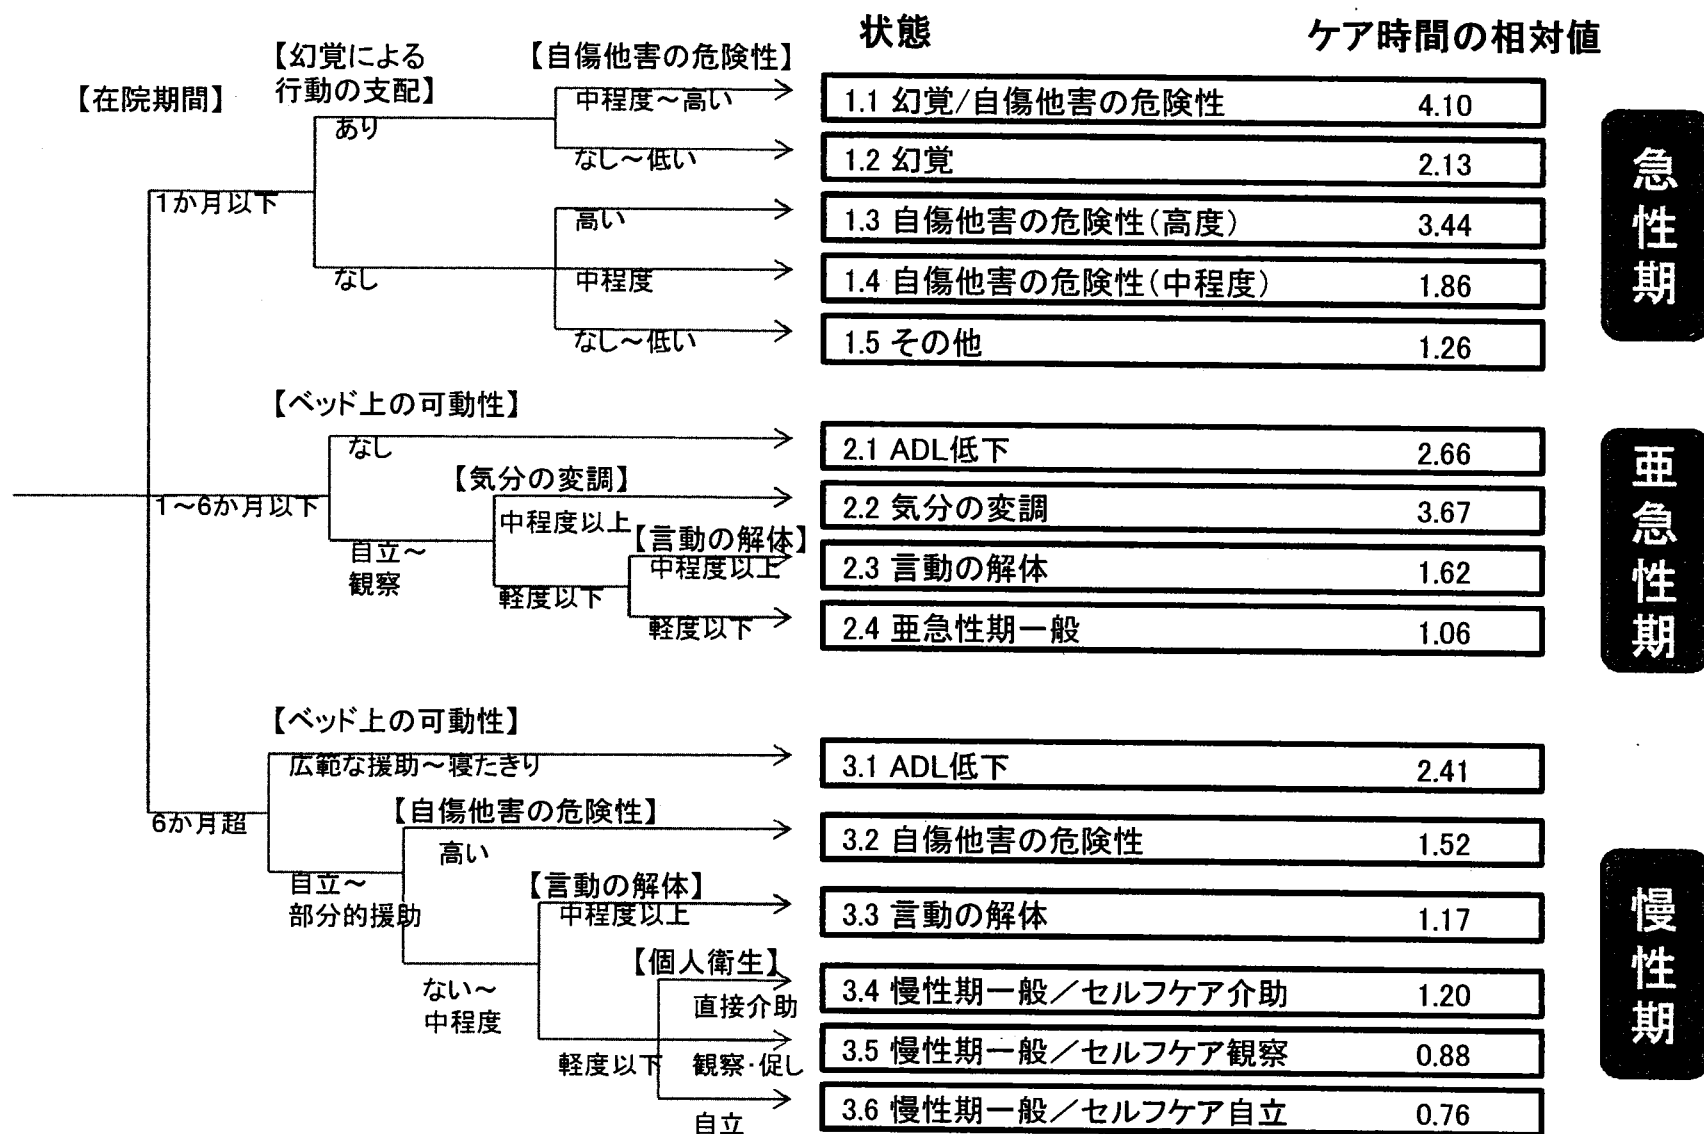 状態
ケア時間の相対値
【在院期間】
【幻覚による
行動の支配】
【自傷他害の危険性】
1か月以下
あり
中程度～高い
1.1 幻覚/自傷他害の危険性 4.10
なし～低い
1.2 幻覚 2.13
なし
高い
1.3 自傷他害の危険性(高度) 3.44
中程度
1.4 自傷他害の危険性(中程度) 1.86
なし～低い
1.5 その他 1.26
急性期
【ベッド上の可動性】
1～6か月以下
なし
2.1 ADL低下 2.66
自立～
観察
【気分の変調】
中程度以上
2.2 気分の変調 3.67
軽度以下
【言動の解体】
中程度以上
2.3 言動の解体 1.62
軽度以下
2.4 亜急性期一般 1.06
亜急性期
【ベッド上の可動性】
6か月超
広範な援助～寝たきり
3.1 ADL低下 2.41
自立～
部分的援助
【自傷他害の危険性】
高い
3.2 自傷他害の危険性 1.52
ない～
中程度
【言動の解体】
中程度以上
3.3 言動の解体 1.17
軽度以下
【個人衛生】
直接介助
3.4 慢性期一般／セルフケア介助 1.20
観察・促し
3.5 慢性期一般／セルフケア観察 0.88
自立
3.6 慢性期一般／セルフケア自立 0.76
慢性期